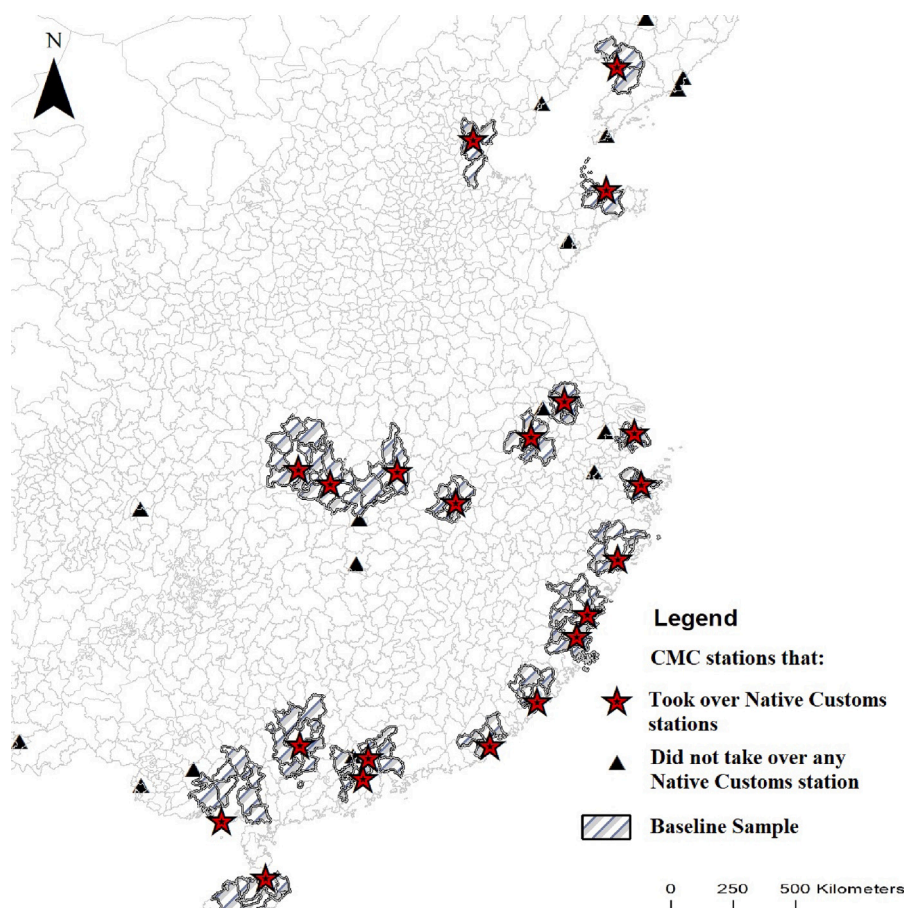 N
Legend
CMC stations that:
Took over Native Customs
stations
Did not take over any
Native Customs station
Baseline Sample
0 250 500 Kilometers